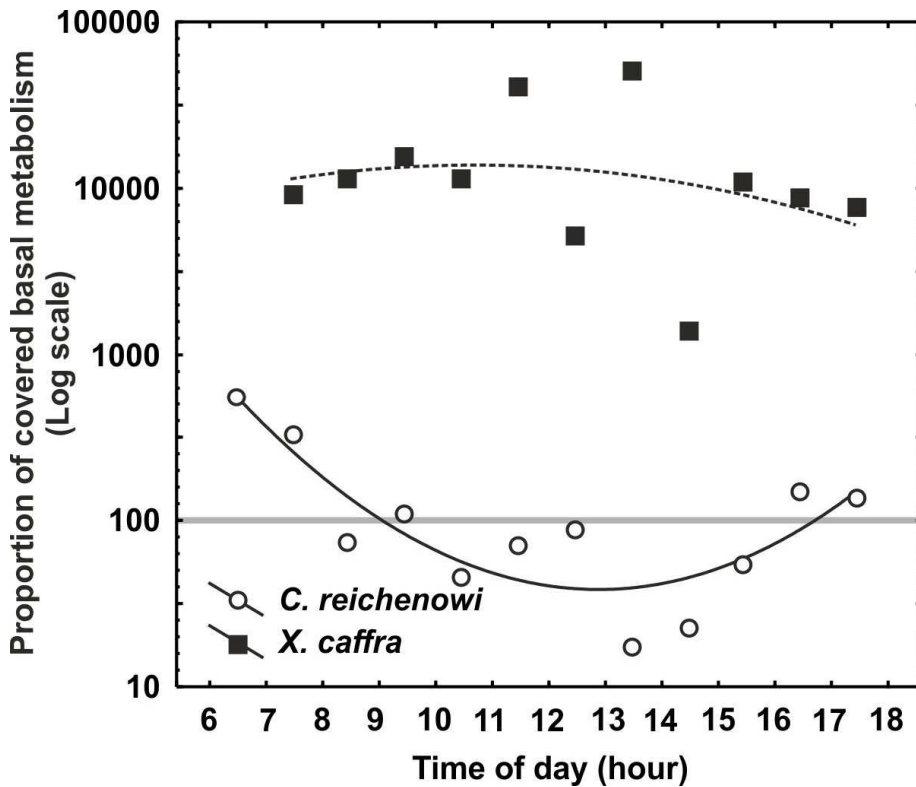 Proportion of covered basal metabolism
(Log scale)
100000
10000
1000
100
10
C. reichenowi
X. caffra
6 7 8 9 10 11 12 13 14 15 16 17 18
Time of day (hour)